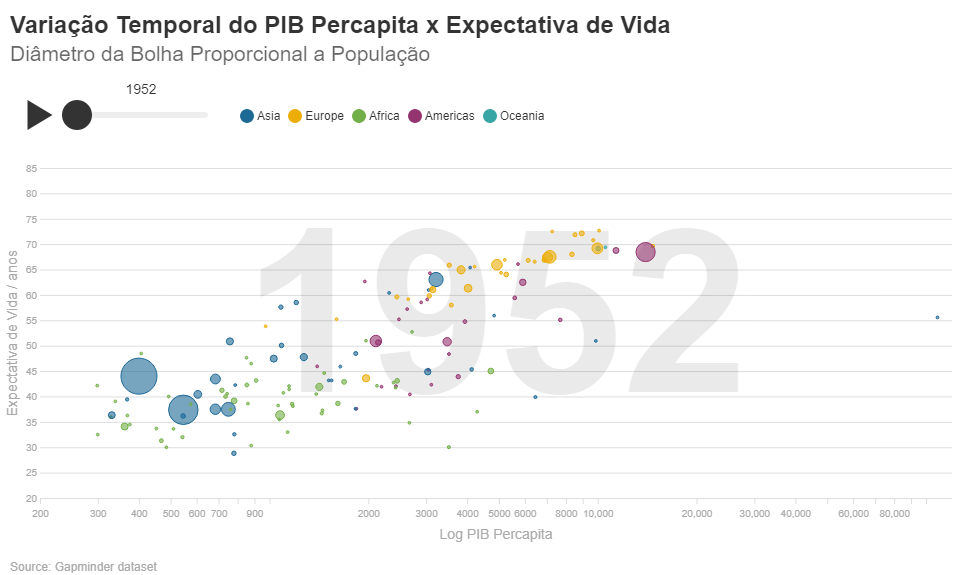 Variação Temporal do PIB Percapita x Expectativa de Vida
Diâmetro da Bolha Proporcional a População
1952
Asia Europe Africa Americas Oceania
1952
85
80
75
70
65
60
55
50
45
40
35
30
25
20
Expectativa de Vida / anos
200 300 400 500 600 700 900 2000 3000 4000 5000 6000 8000 10,000 20,000 30,000 40,000 60,000 80,000
Log PIB Percapita
Source: Gapminder dataset